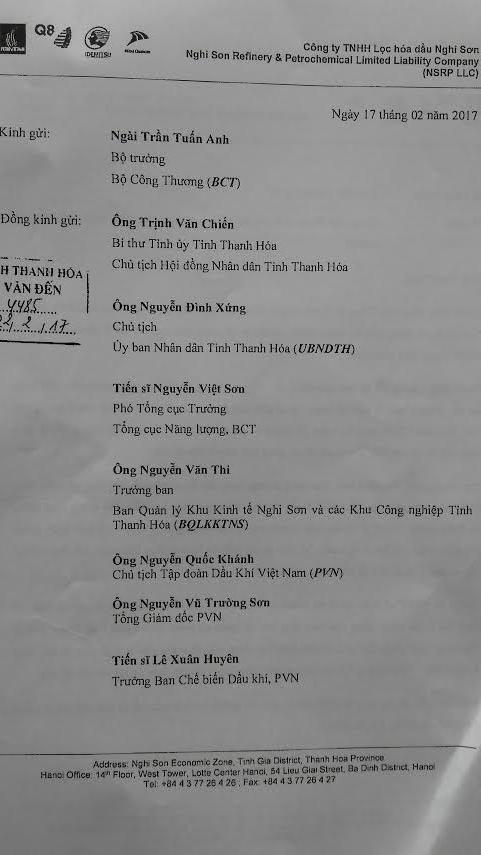 Q8
IDEMITSU
Công ty TNHH Lọc hóa dầu Nghi Sơn
Nghi Son Refinery & Petrochemical Limited Liability Company
(NSRP LLC)
Ngày 17 tháng 02 năm 2017
Kính gửi:
Ngài Trần Tuấn Anh
Bộ trưởng
Bộ Công Thương (BCT)
Đồng kính gửi:
Ông Trịnh Văn Chiến
Bí thư Tỉnh ủy Tỉnh Thanh Hóa
Chủ tịch Hội đồng Nhân dân Tỉnh Thanh Hóa
H THANH HÓA
VĂN ĐẾN
4485
2.17
Ông Nguyễn Đình Xứng
Chủ tịch
Ủy ban Nhân dân Tỉnh Thanh Hóa (UBNDTH)
Tiến sĩ Nguyễn Việt Sơn
Phó Tổng cục Trưởng
Tổng cục Năng lượng, BCT
Ông Nguyễn Văn Thi
Trưởng ban
Ban Quản lý Khu Kinh tế Nghi Sơn và các Khu Công nghiệp Tỉnh
Thanh Hóa (BQLKKTNS)
Ông Nguyễn Quốc Khánh
Chủ tịch Tập đoàn Dầu Khí Việt Nam (PVN)
Ông Nguyễn Vũ Trường Sơn
Tổng Giám đốc PVN
Tiến sĩ Lê Xuân Huyên
Trưởng Ban Chế biến Dầu khí, PVN
Address: Nghi Son Economic Zone, Tinh Gia District, Thanh Hoa Province
Hanoi Office: 14th Floor, West Tower, Lotte Center Hanoi, 54 Lieu Giai Street, Ba Dinh District, Hanoi
Tel: +84 4 3 77 26 4 26 ; Fax: +84 4 3 77 26 4 27